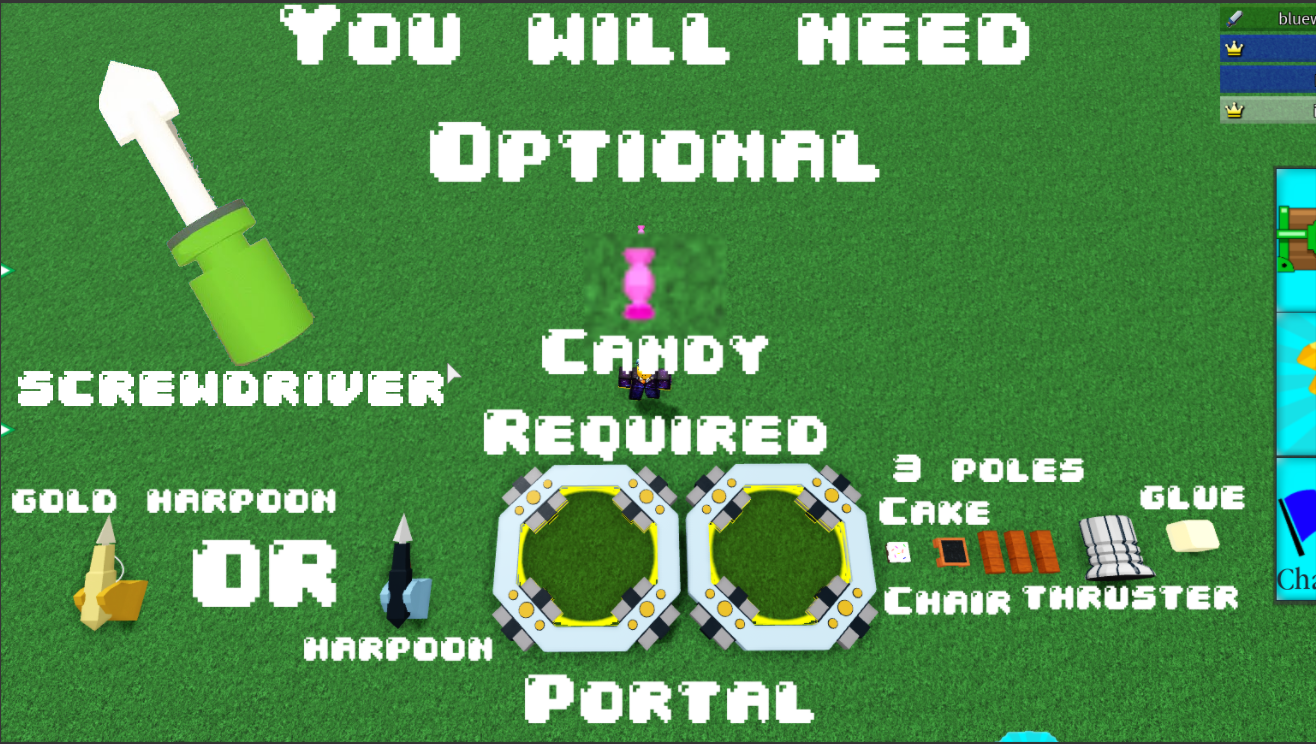 YOU WILL NEED
OPTIONAL
SCREWDRIVER
CANDY
REQUIRED
GOLD HARPOON
OR
HARPOON
PORTAL
3 POLES
CAKE
GLUE
CHAIR
THRUSTER